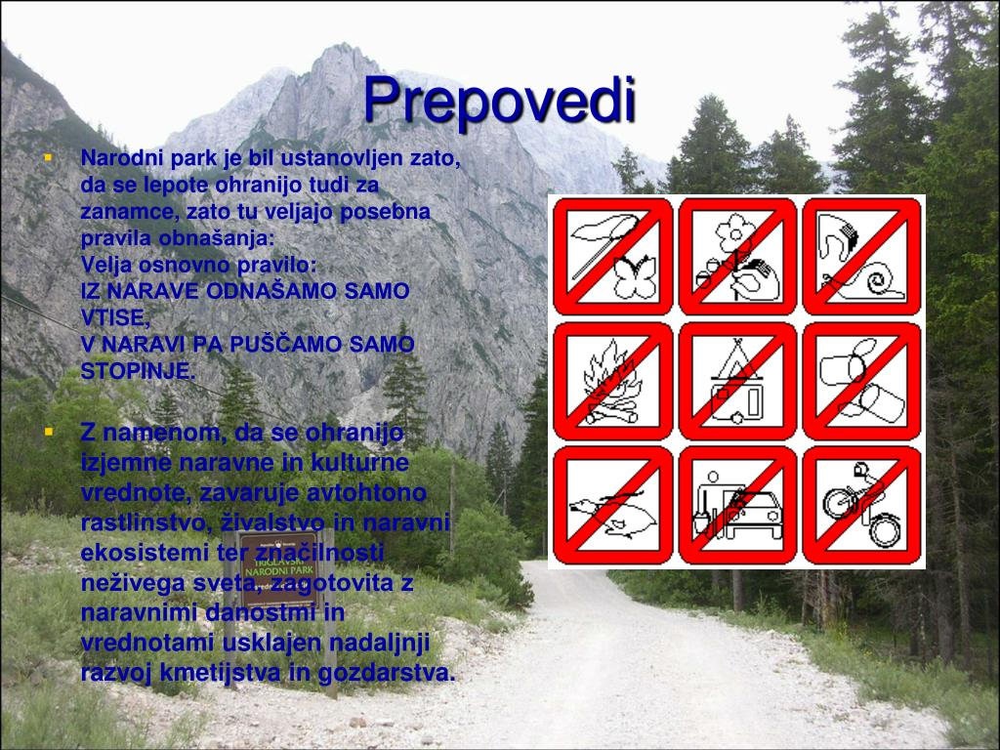 Prepovedi
Narodni park je bil ustanovljen zato,
da se lepote ohranijo tudi za
zanamce, zato tu veljajo posebna
pravila obnašanja:
Velja osnovno pravilo:
IZ NARAVE ODNAŠAMO SAMO
VTISE,
V NARAVI PA PUŠČAMO SAMO
STOPINJE.
Z namenom, da se ohranijo
izjemne naravne in kulturne
vrednote, zavaruje avtohtono
rastlinstvo, živalstvo in naravni
ekosistemi ter značilnosti
neživega sveta, zagotovita z
naravnimi danostmi in
vrednotami usklajen nadaljnji
razvoj kmetijstva in gozdarstva.
TRIGLAVSKI
NARODNI PARK